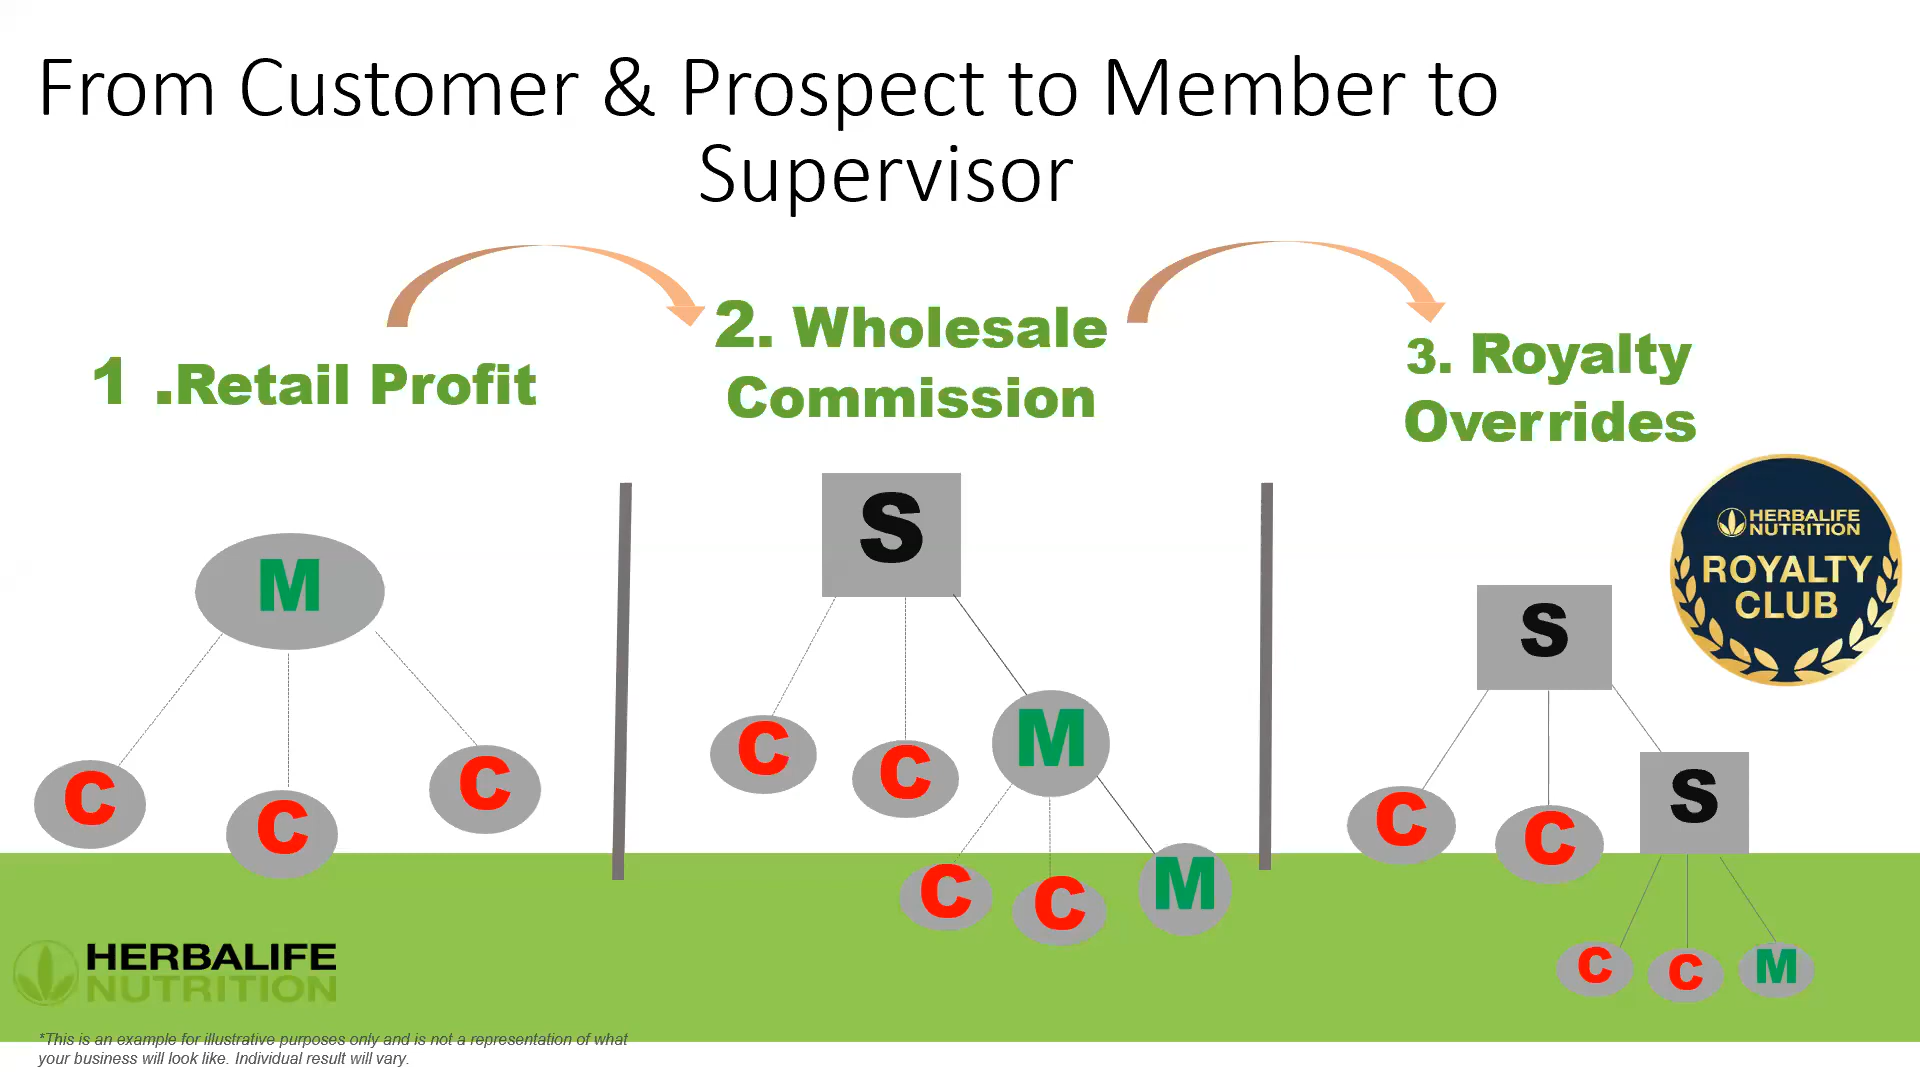 From Customer & Prospect to Member to
Supervisor
1 .Retail Profit
2. Wholesale
Commission
3. Royalty
Overrides
M
C
C
C
S
C
C
M
C
C
M
HERBALIFE
NUTRITION
ROYALTY
CLUB
S
C
C
S
C
C
M
HERBALIFE
NUTRITION
*This is an example for illustrative purposes only and is not a representation of what
your business will look like. Individual result will vary.